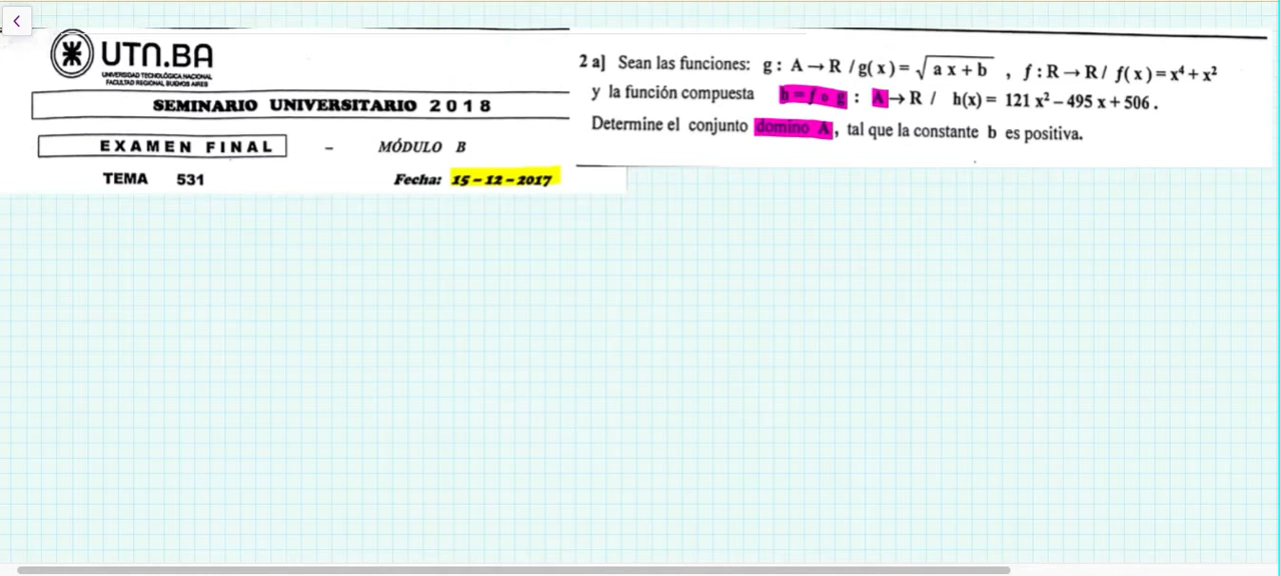 UTN.BA
UNIVERSIDAD TECNOLÓGICA NACIONAL
FACULTAD REGIONAL BUENOS AIRES
SEMINARIO UNIVERSITARIO 2018
EXAMEN FINAL – MÓDULO B
TEMA 531 Fecha: 15-12-2017
2 a] Sean las funciones: g : A → R / g(x) = √(a x + b) , f : R → R / f(x) = x⁴ + x²
y la función compuesta h = f ∘ g : A → R / h(x) = 121 x² – 495 x + 506 .
Determine el conjunto domino A, tal que la constante b es positiva.